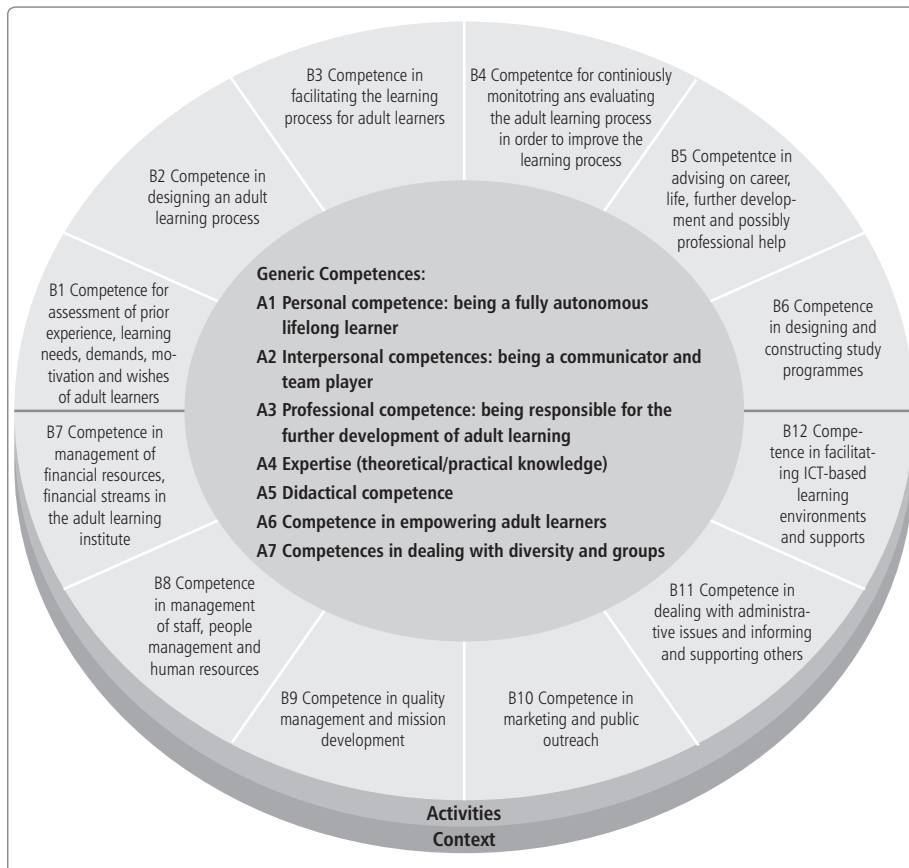 B3 Competence in
facilitating the learning
process for adult learners
B4 Competentce for continiously
monitotring ans evaluating
the adult learning process
in order to improve the
learning process
B2 Competence in
designing an adult
learning process
B5 Competentce in
advising on career,
life, further develop-
ment and possibly
professional help
B1 Competence for
assessment of prior
experience, learning
needs, demands, mo-
tivation and wishes
of adult learners
B6 Competence
in designing and
constructing study
programmes
Generic Competences:
A1 Personal competence: being a fully autonomous
lifelong learner
A2 Interpersonal competences: being a communicator and
team player
A3 Professional competence: being responsible for the
further development of adult learning
A4 Expertise (theoretical/practical knowledge)
A5 Didactical competence
A6 Competence in empowering adult learners
A7 Competences in dealing with diversity and groups
B7 Competence in
management of
financial resources,
financial streams in
the adult learning
institute
B12 Compe-
tence in facilitat-
ing ICT-based
learning
environments
and supports
B8 Competence
in management
of staff, people
management and
human resources
B11 Competence in
dealing with administra-
tive issues and informing
and supporting others
B9 Competence in quality
management and mission
development
B10 Competence in
marketing and public
outreach
Activities
Context